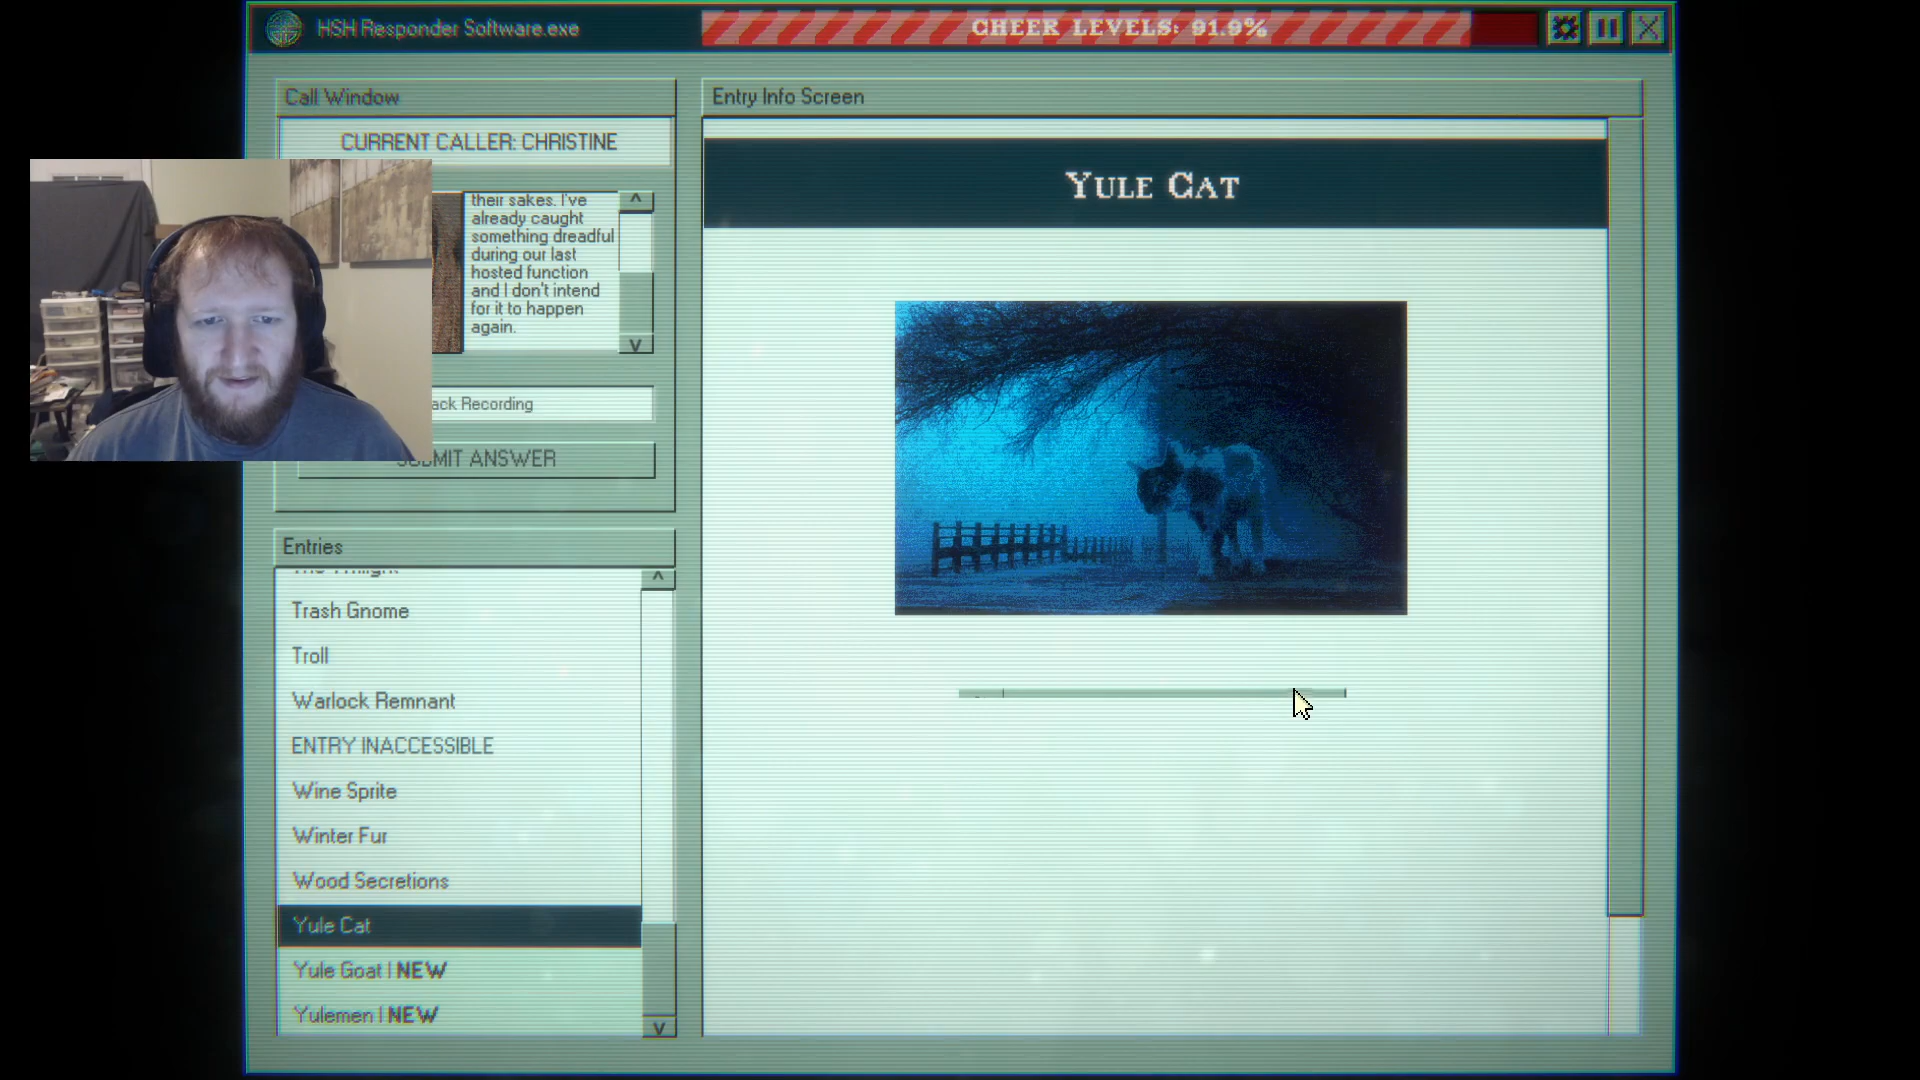 HSH Responder Software.exe
CHEER LEVELS: 91.9%
Call Window
CURRENT CALLER: CHRISTINE
their sakes. I've
already caught
something dreadful
during our last
hosted function
and I don't intend
for it to happen
again.
ack Recording
SUBMIT ANSWER
Entries
Trash Gnome
Troll
Warlock Remnant
ENTRY INACCESSIBLE
Wine Sprite
Winter Fur
Wood Secretions
Yule Cat
Yule Goat | NEW
Yulemen | NEW
Entry Info Screen
YULE CAT